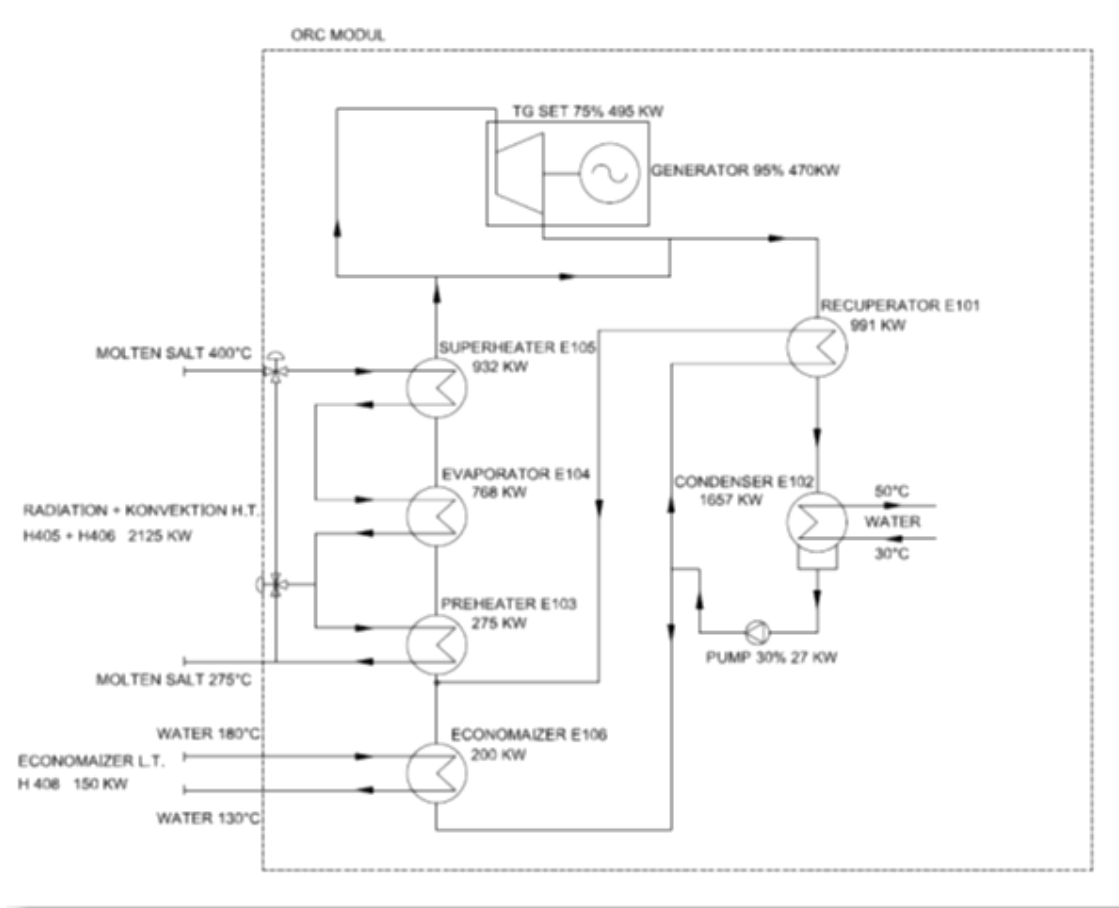 ORC MODUL
TG SET 75% 495 KW
GENERATOR 95% 470KW
RECUPERATOR E101
991 KW
MOLTEN SALT 400°C
SUPERHEATER E105
932 KW
EVAPORATOR E104
768 KW
CONDENSER E102
1657 KW
50°C
WATER
30°C
RADIATION + KONVEKTION H.T.
H405 + H406 2125 KW
PREHEATER E103
275 KW
PUMP 30% 27 KW
MOLTEN SALT 275°C
WATER 180°C
ECONOMAIZER E106
200 KW
ECONOMAIZER L.T.
H 408 150 KW
WATER 130°C